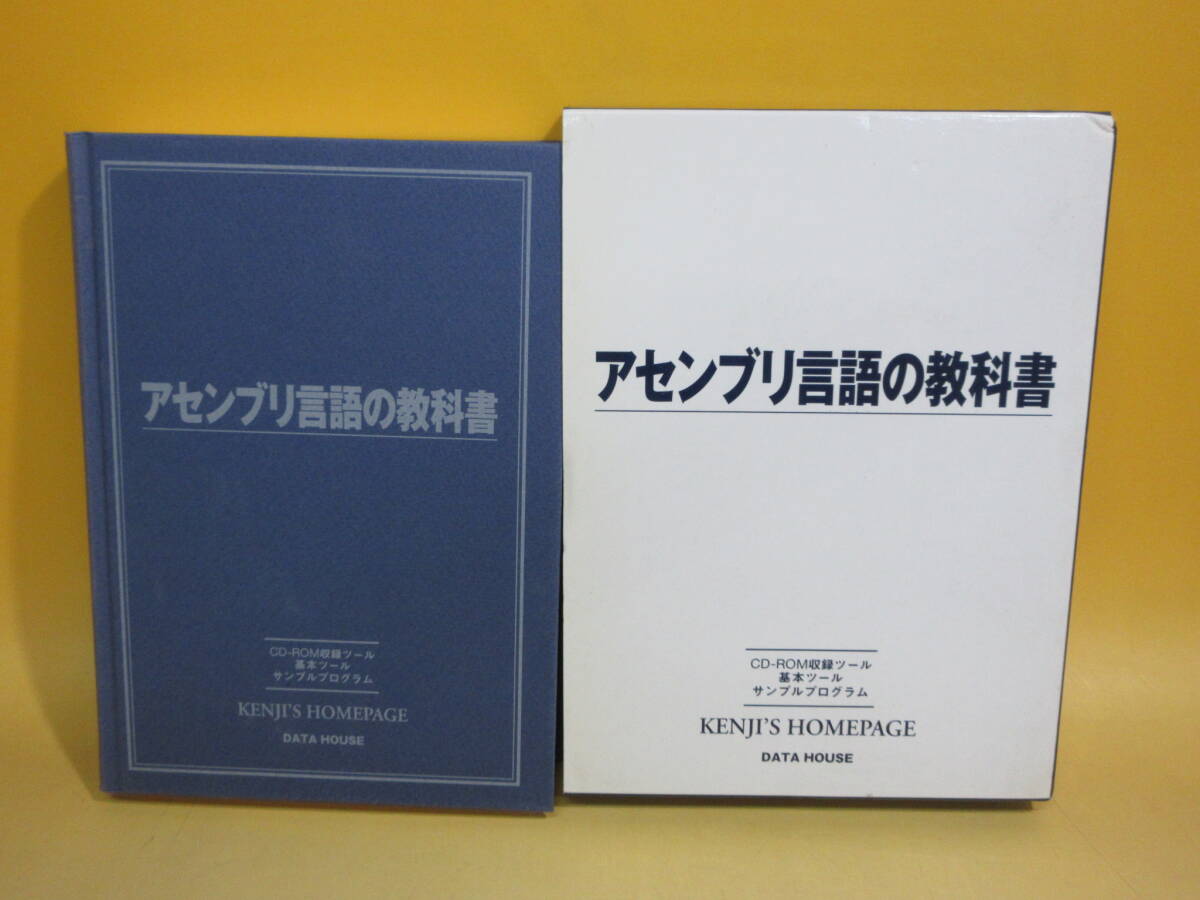 アセンブリ言語の教科書
CD-ROM収録ツール
基本ツール
サンプルプログラム
KENJI'S HOMEPAGE
DATA HOUSE
アセンブリ言語の教科書
CD-ROM収録ツール
基本ツール
サンプルプログラム
KENJI'S HOMEPAGE
DATA HOUSE